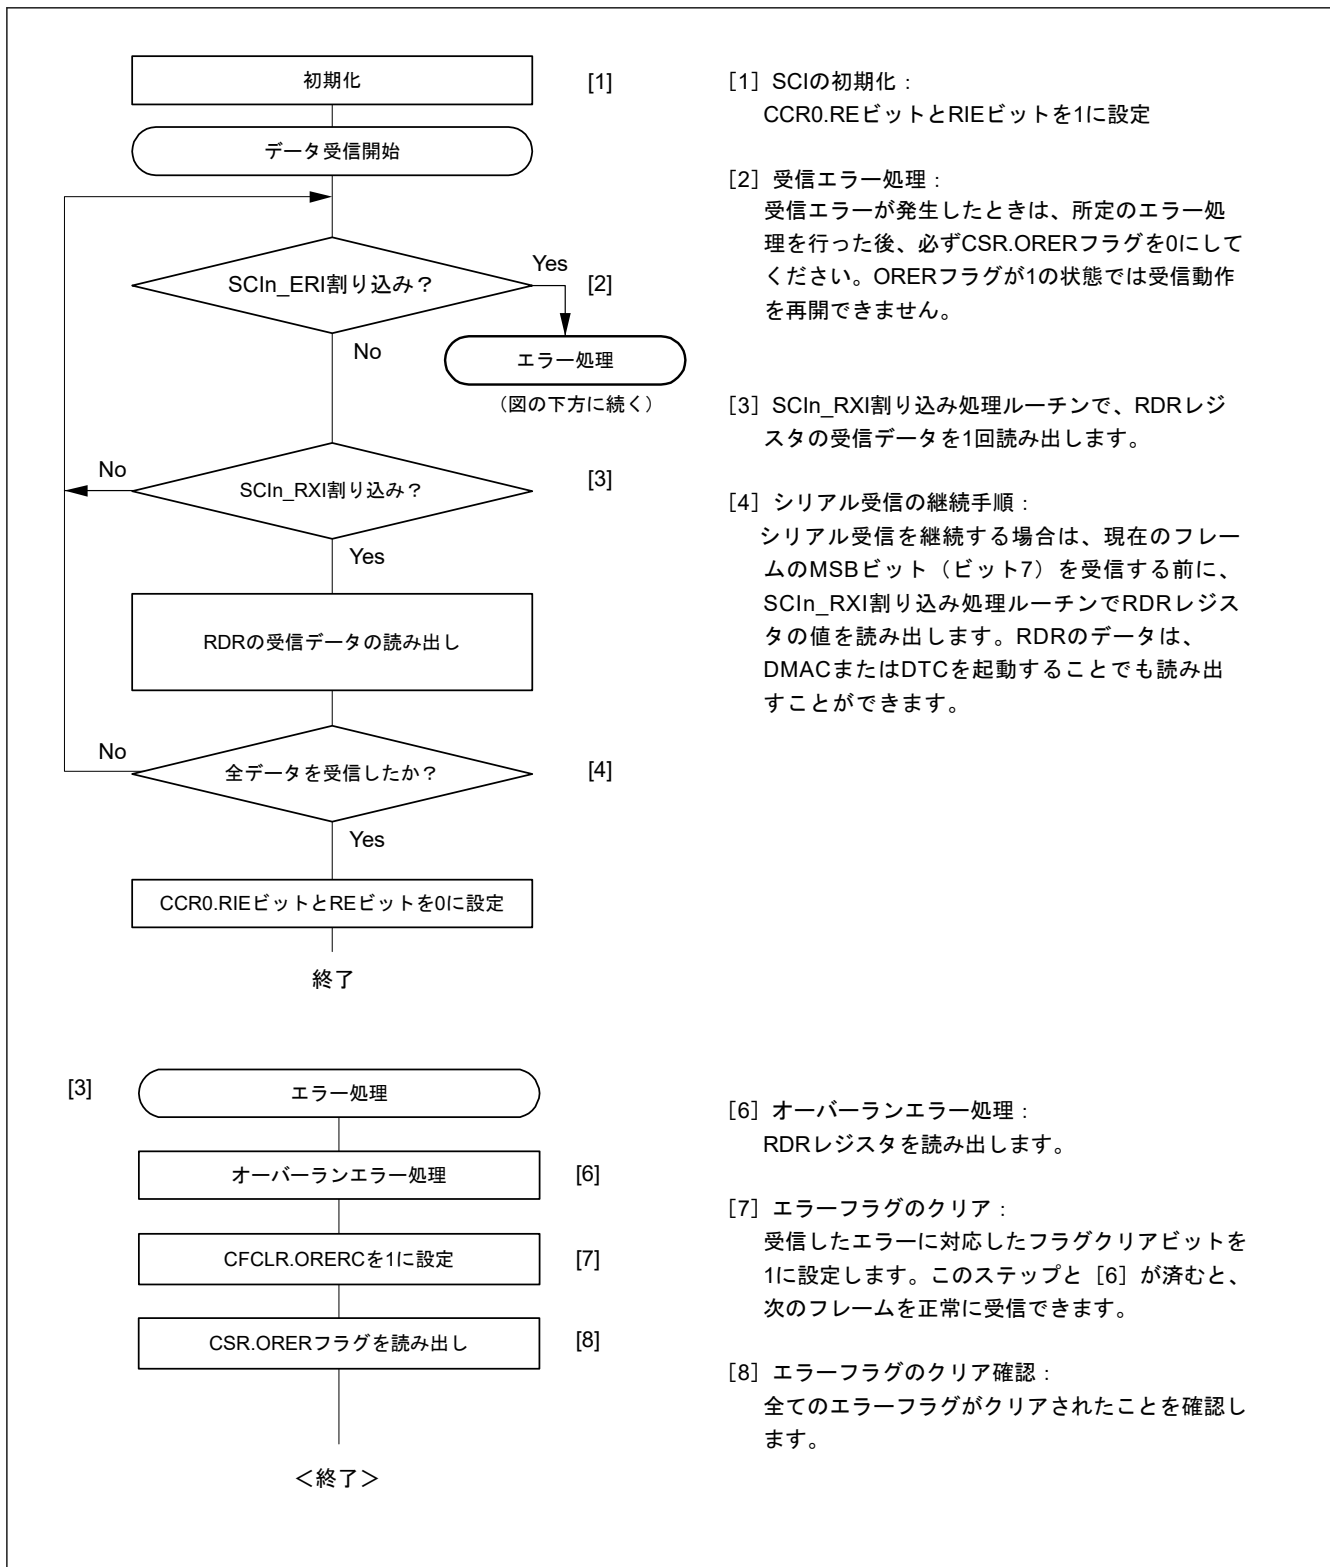 初期化
[1]
データ受信開始
SCIn_ERI割り込み？
Yes
[2]
No
エラー処理
（図の下方に続く）
No
SCIn_RXI割り込み？
[3]
Yes
RDRの受信データの読み出し
No
全データを受信したか？
[4]
Yes
CCR0.RIEビットとREビットを0に設定
終了
［1］SCIの初期化：
CCR0.REビットとRIEビットを1に設定
［2］受信エラー処理：
受信エラーが発生したときは、所定のエラー処
理を行った後、必ずCSR.ORERフラグを0にして
ください。ORERフラグが1の状態では受信動作
を再開できません。
［3］SCIn_RXI割り込み処理ルーチンで、RDRレジ
スタの受信データを1回読み出します。
［4］シリアル受信の継続手順：
シリアル受信を継続する場合は、現在のフレー
ムのMSBビット（ビット7）を受信する前に、
SCIn_RXI割り込み処理ルーチンでRDRレジス
タの値を読み出します。RDRのデータは、
DMACまたはDTCを起動することでも読み出
すことができます。
[3]
エラー処理
オーバーランエラー処理
[6]
CFCLR.ORERCを1に設定
[7]
CSR.ORERフラグを読み出し
[8]
＜終了＞
［6］オーバーランエラー処理：
RDRレジスタを読み出します。
［7］エラーフラグのクリア：
受信したエラーに対応したフラグクリアビットを
1に設定します。このステップと［6］が済むと、
次のフレームを正常に受信できます。
［8］エラーフラグのクリア確認：
全てのエラーフラグがクリアされたことを確認し
ます。